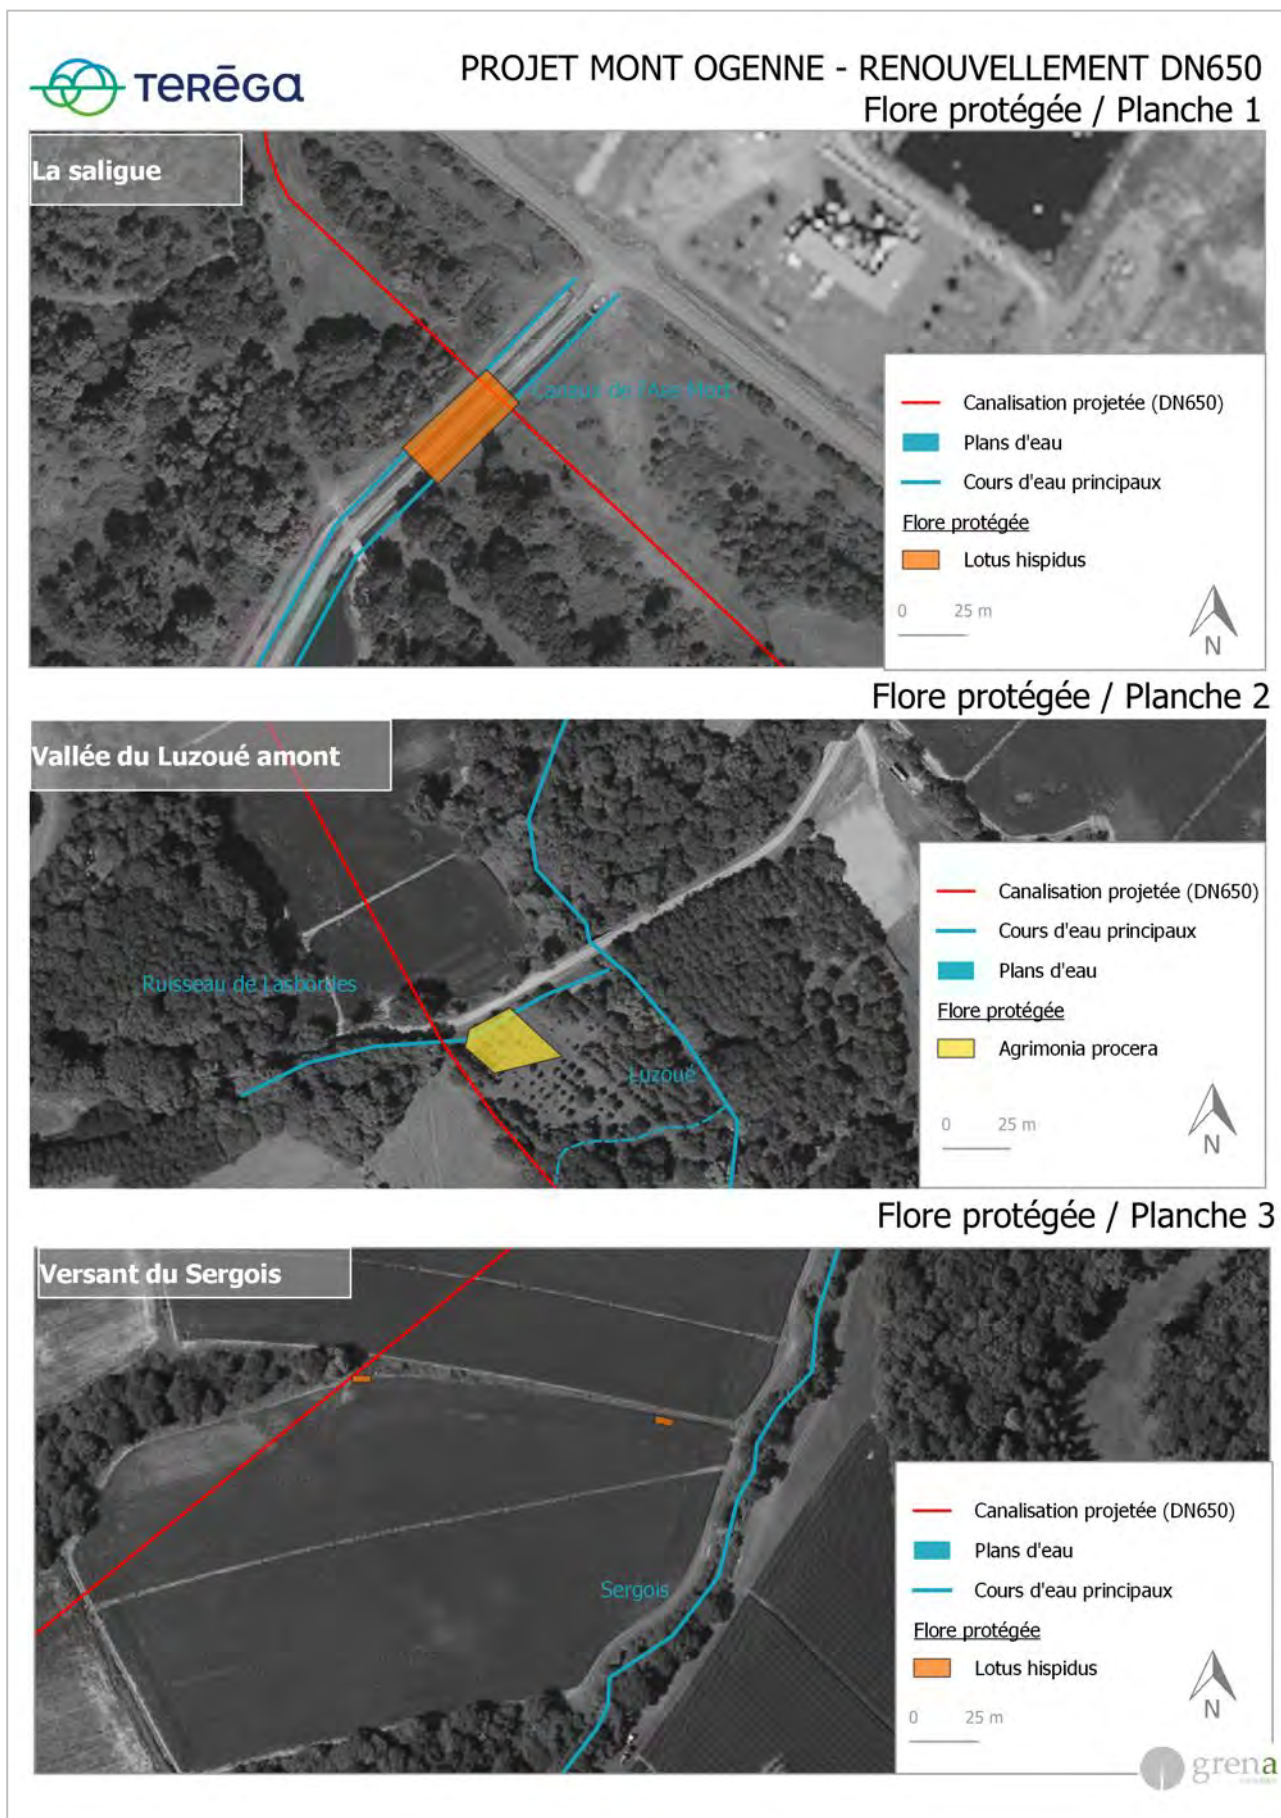 TERĒGA
PROJET MONT OGENNE - RENOUVELLEMENT DN650
Flore protégée / Planche 1
La saligue
Canaux de l'Ase Mort
Canalisation projetée (DN650)
Plans d'eau
Cours d'eau principaux
Flore protégée
Lotus hispidus
0 25 m
N
Flore protégée / Planche 2
Vallée du Luzoué amont
Ruisseau de Lasbordes
Luzoué
Canalisation projetée (DN650)
Cours d'eau principaux
Plans d'eau
Flore protégée
Agrimonia procera
0 25 m
N
Flore protégée / Planche 3
Versant du Sergois
Sergois
Canalisation projetée (DN650)
Plans d'eau
Cours d'eau principaux
Flore protégée
Lotus hispidus
0 25 m
N
grena